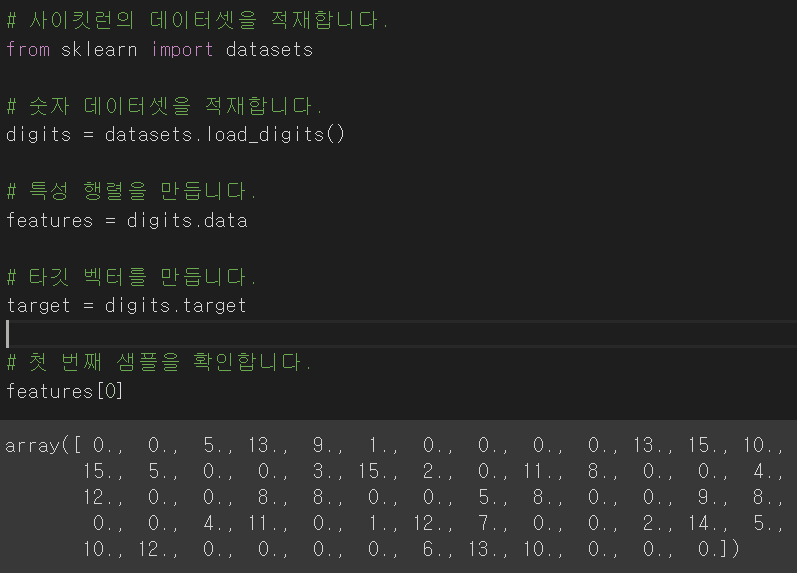 # 사이킷런의 데이터셋을 적재합니다.
from sklearn import datasets
# 숫자 데이터셋을 적재합니다.
digits = datasets.load_digits()
# 특성 행렬을 만듭니다.
features = digits.data
# 타깃 벡터를 만듭니다.
target = digits.target
# 첫 번째 샘플을 확인합니다.
features[0]
array([ 0., 0., 5., 13., 9., 1., 0., 0., 0., 0., 13., 15., 10.,
15., 5., 0., 0., 3., 15., 2., 0., 11., 8., 0., 0., 4.,
12., 0., 0., 8., 8., 0., 0., 5., 8., 0., 0., 9., 8.,
0., 0., 4., 11., 0., 1., 12., 7., 0., 0., 2., 14., 5.,
10., 12., 0., 0., 0., 0., 6., 13., 10., 0., 0., 0.])